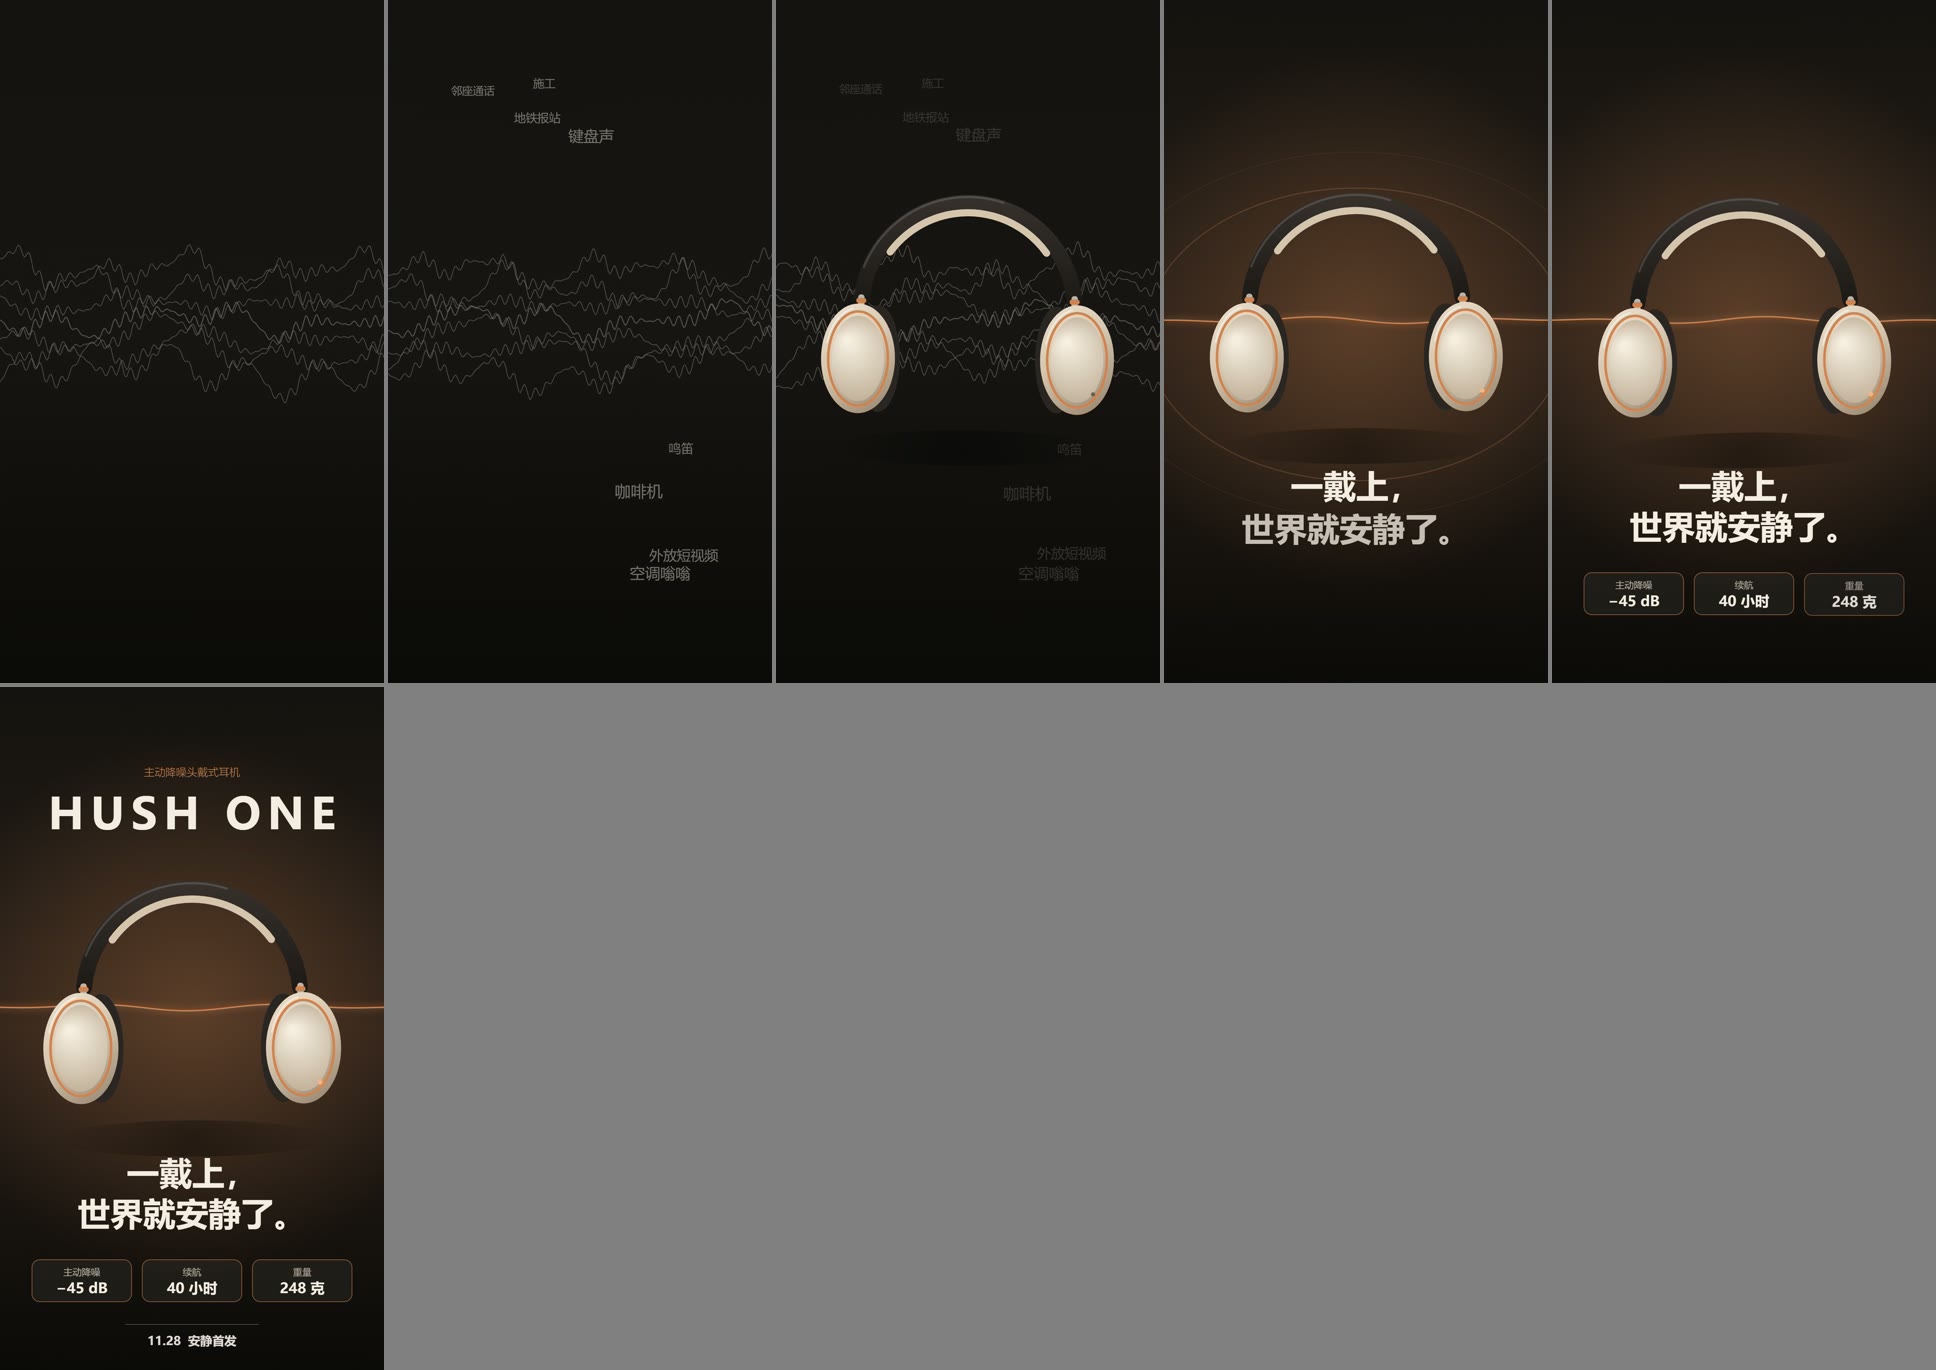 施工
邻座通话
地铁报站
键盘声
鸣笛
咖啡机
外放短视频
空调嗡嗡
施工
邻座通话
地铁报站
键盘声
鸣笛
咖啡机
外放短视频
空调嗡嗡
一戴上，
世界就安静了。
一戴上，
世界就安静了。
主动降噪
−45 dB
续航
40 小时
重量
248 克
主动降噪头戴式耳机
HUSH ONE
一戴上，
世界就安静了。
主动降噪
−45 dB
续航
40 小时
重量
248 克
11.28 安静首发